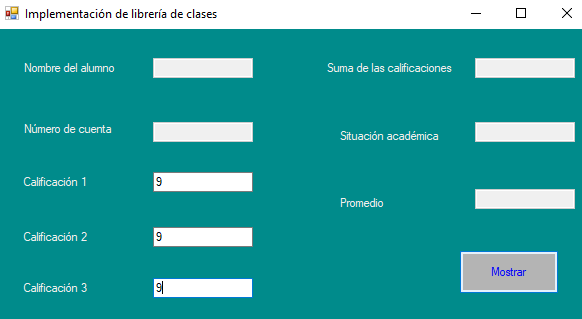 Implementación de librería de clases
Nombre del alumno
Suma de las calificaciones
Número de cuenta
Situación académica
Calificación 1
9
Promedio
Calificación 2
9
Mostrar
Calificación 3
9